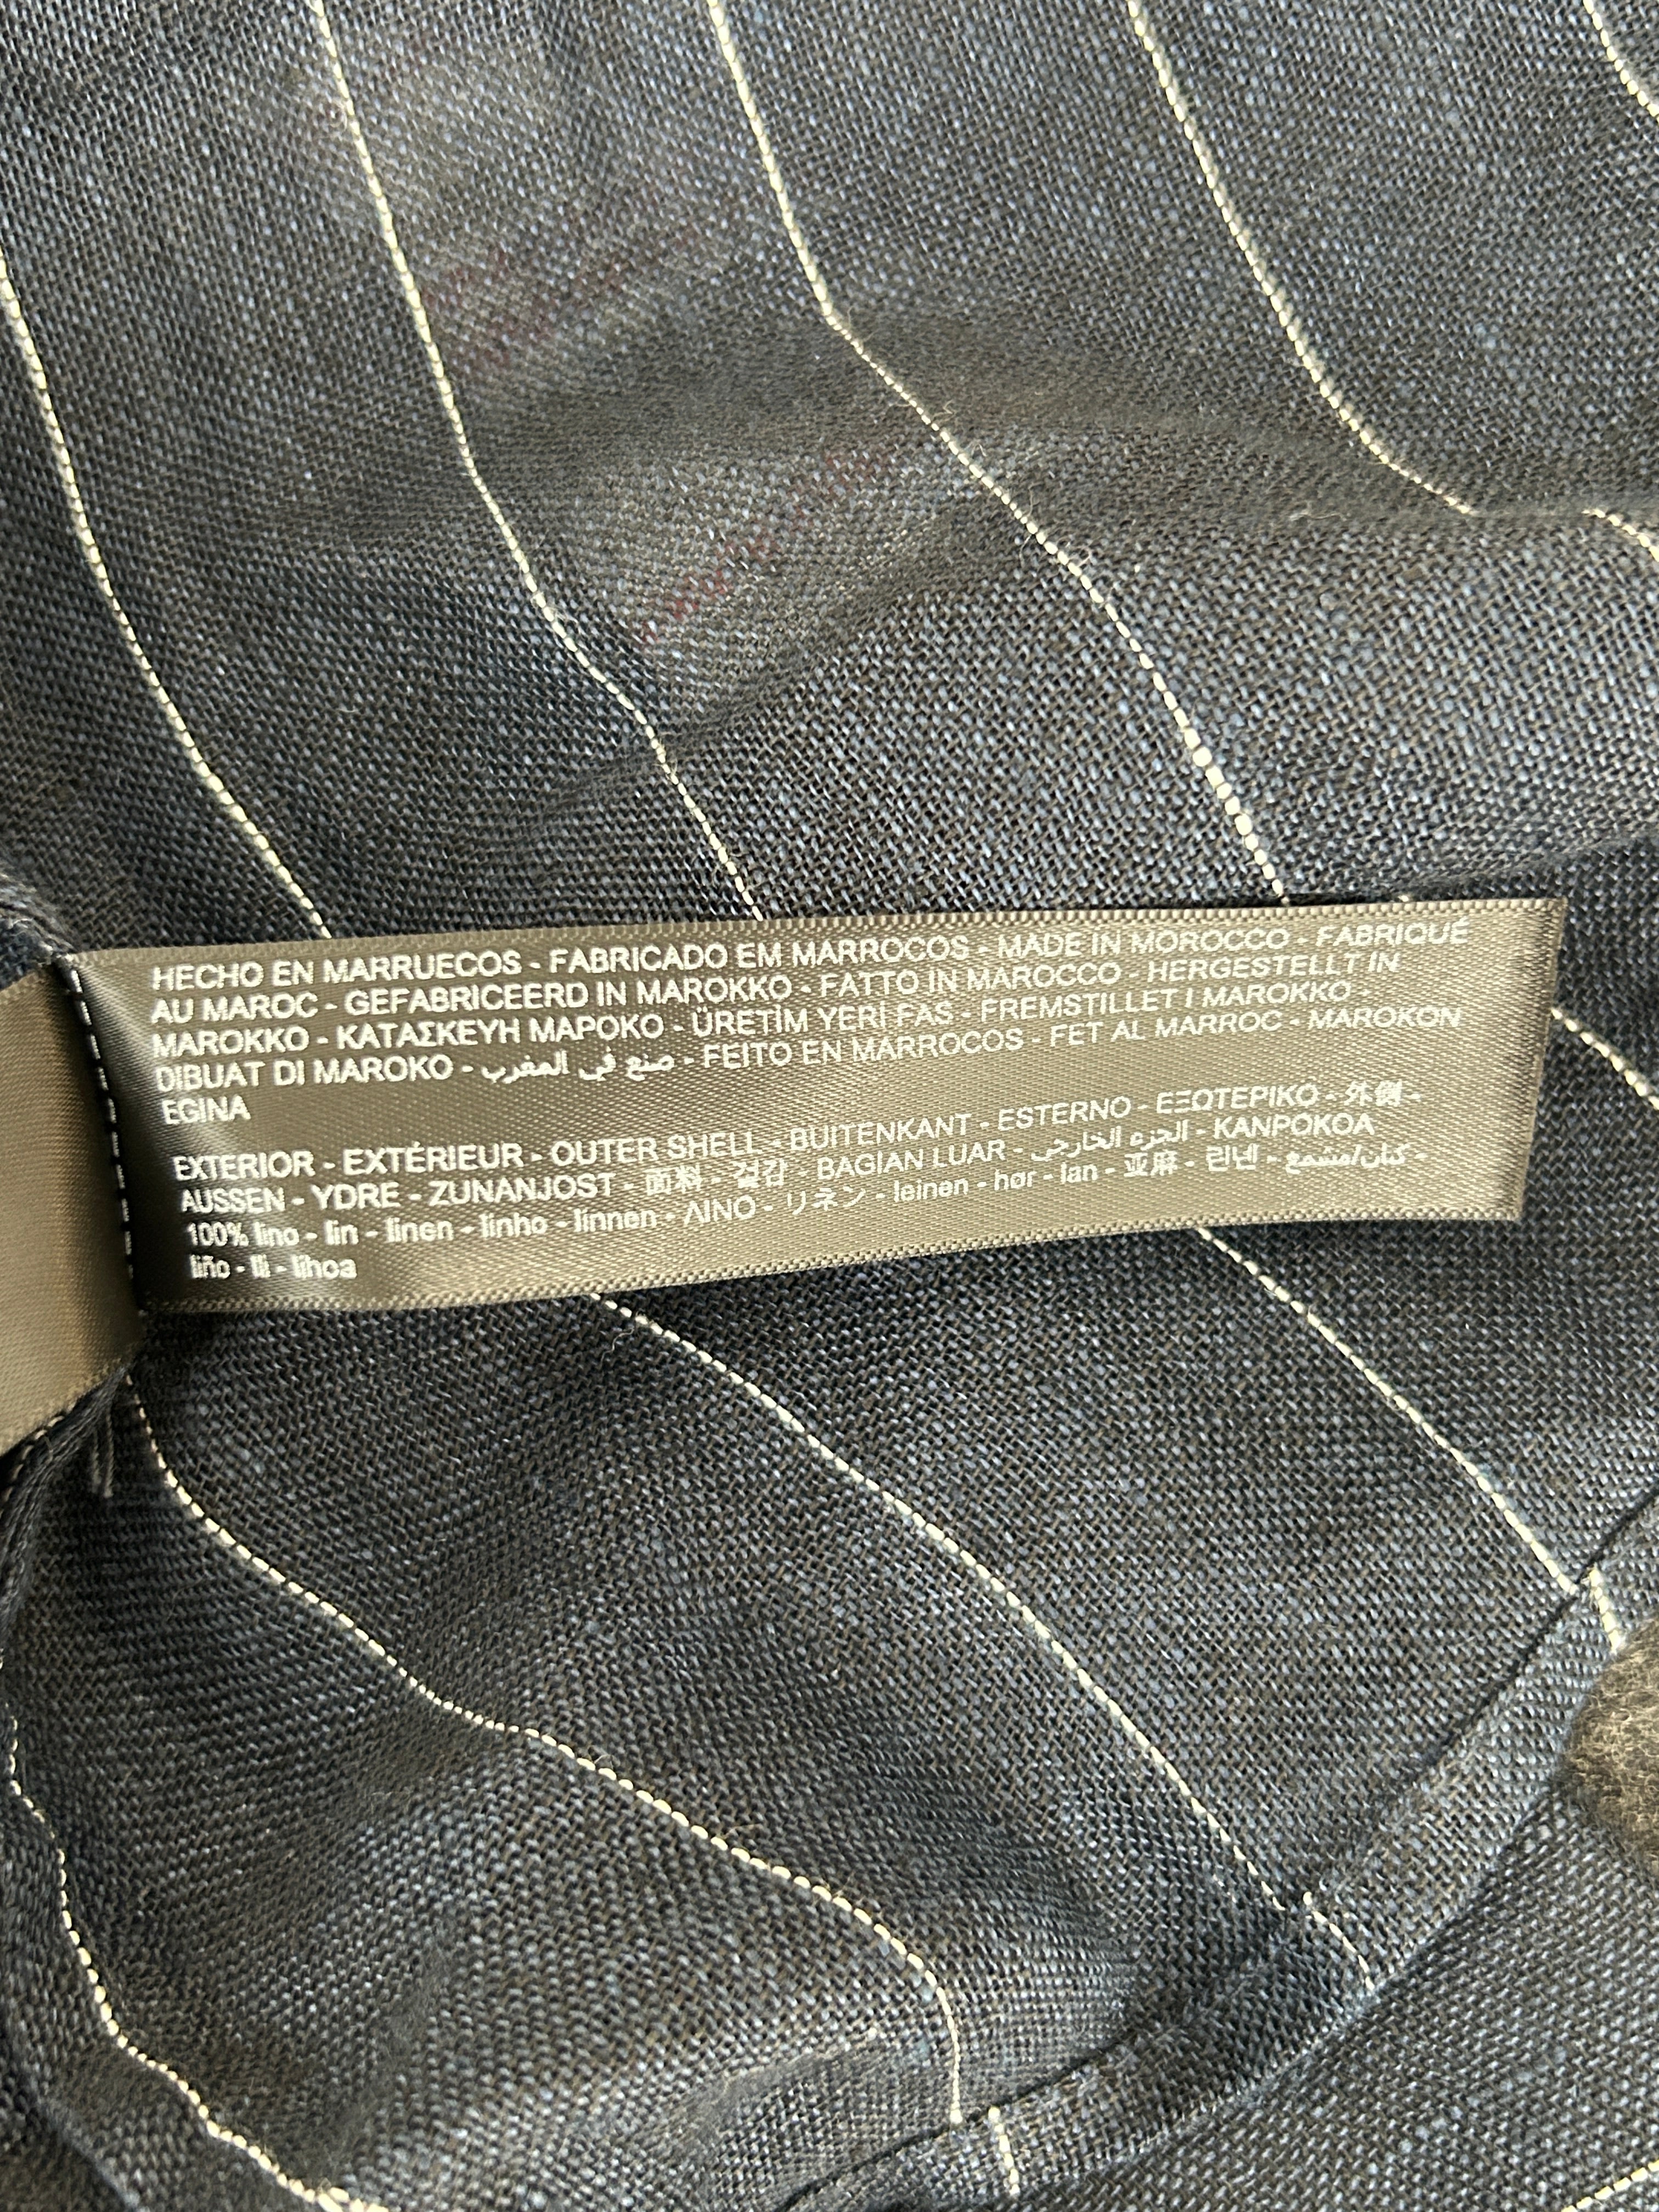 HECHO EN MARRUECOS - FABRICADO EM MARROCOS - MADE IN MOROCCO - FABRIQUÉ
AU MAROC - GEFABRICEERD IN MAROKKO - FATTO IN MAROCCO - HERGESTELLT IN
MAROKKO - ΚΑΤΑΣΚΕΥΗ ΜΑΡΟΚΟ - ÜRETİM YERİ FAS - FREMSTILLET I MAROKKO -
DIBUAT DI MAROKO - صنع في المغرب - FEITO EN MARROCOS - FET AL MARROC - MAROKON
EGINA
EXTERIOR - EXTÉRIEUR - OUTER SHELL - BUITENKANT - ESTERNO - ΕΞΩΤΕΡΙΚΟ - 外側 -
AUSSEN - YDRE - ZUNANJOST - 面料 - 겉감 - BAGIAN LUAR - الجزء الخارجي - KANPOKOA
100% lino - lin - linen - linho - linnen - ΛΙΝΟ - リネン - leinen - hør - lan - 亚麻 - 린넨 - كتان/مشمع -
liño - lli - lihoa